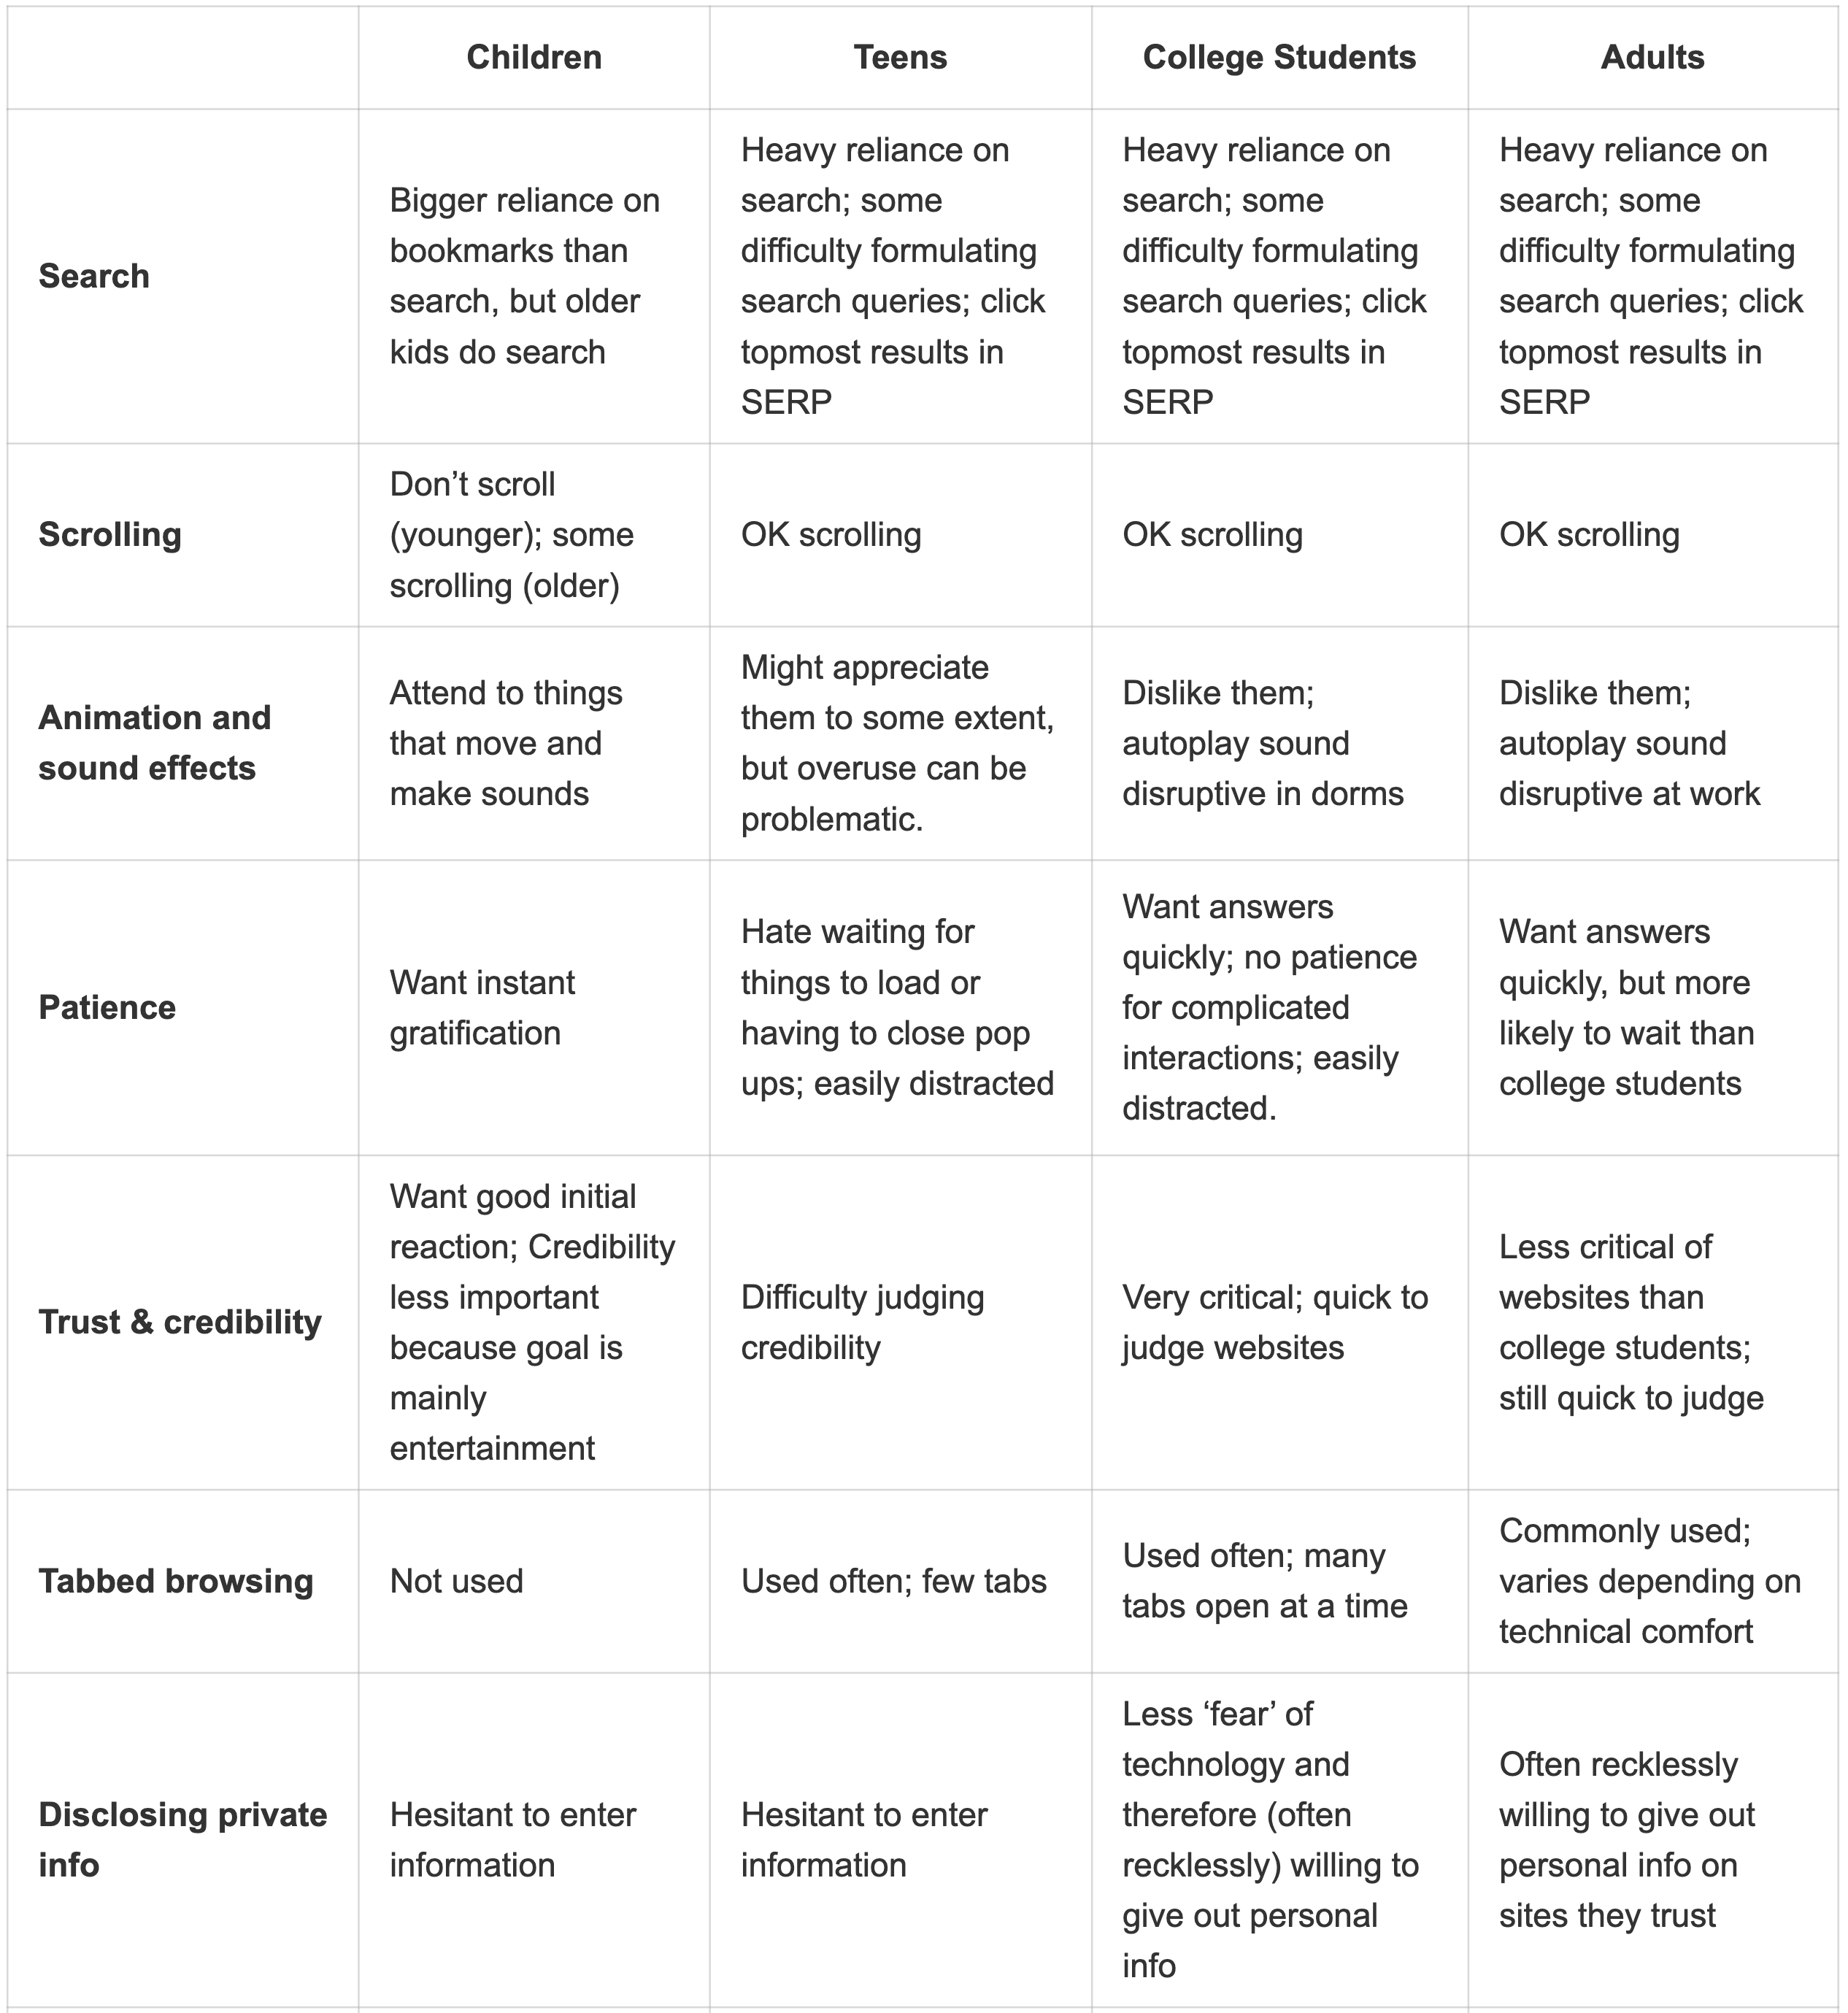 Children
Teens
College Students
Adults
Search
Bigger reliance on
bookmarks than
search, but older
kids do search
Heavy reliance on
search; some
difficulty formulating
search queries; click
topmost results in
SERP
Heavy reliance on
search; some
difficulty formulating
search queries; click
topmost results in
SERP
Heavy reliance on
search; some
difficulty formulating
search queries; click
topmost results in
SERP
Scrolling
Don’t scroll
(younger); some
scrolling (older)
OK scrolling
OK scrolling
OK scrolling
Animation and
sound effects
Attend to things
that move and
make sounds
Might appreciate
them to some extent,
but overuse can be
problematic.
Dislike them;
autoplay sound
disruptive in dorms
Dislike them;
autoplay sound
disruptive at work
Patience
Want instant
gratification
Hate waiting for
things to load or
having to close pop
ups; easily distracted
Want answers
quickly; no patience
for complicated
interactions; easily
distracted.
Want answers
quickly, but more
likely to wait than
college students
Trust & credibility
Want good initial
reaction; Credibility
less important
because goal is
mainly
entertainment
Difficulty judging
credibility
Very critical; quick to
judge websites
Less critical of
websites than
college students;
still quick to judge
Tabbed browsing
Not used
Used often; few tabs
Used often; many
tabs open at a time
Commonly used;
varies depending on
technical comfort
Disclosing private
info
Hesitant to enter
information
Hesitant to enter
information
Less ‘fear’ of
technology and
therefore (often
recklessly) willing to
give out personal
info
Often recklessly
willing to give out
personal info on
sites they trust